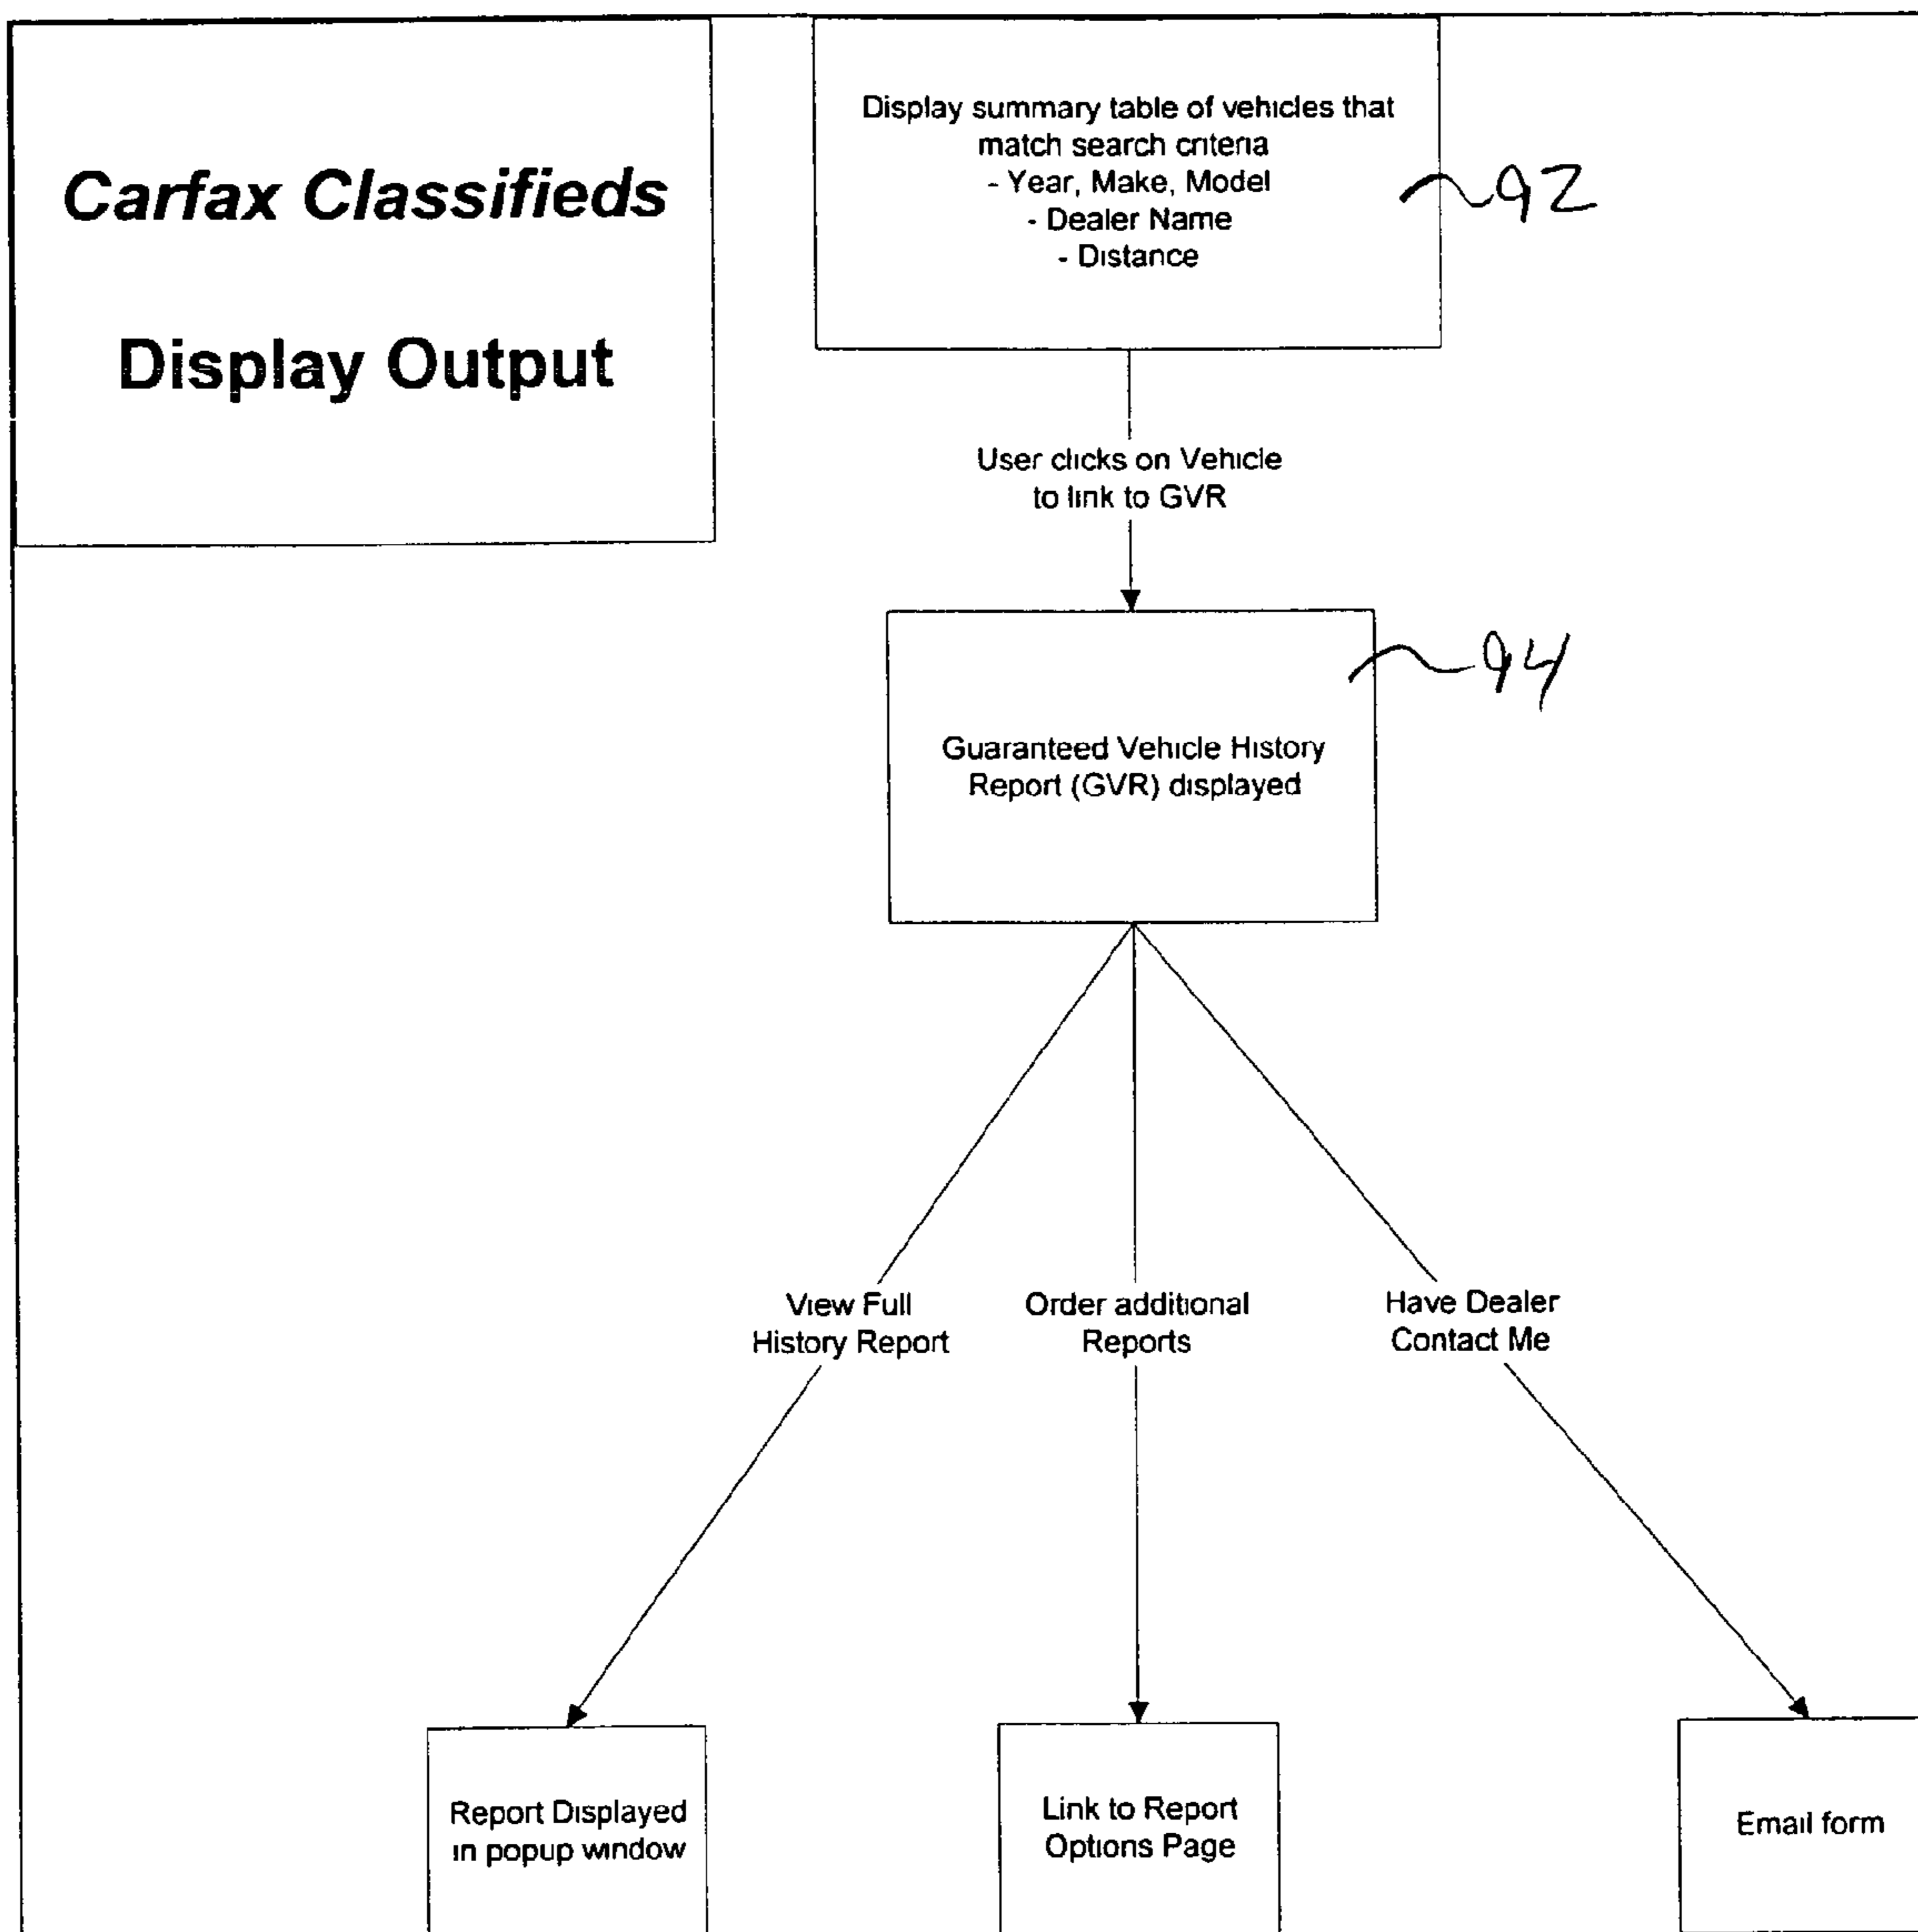 Carfax Classifieds
Display Output
Display summary table of vehicles that
match search criteria
- Year, Make, Model
- Dealer Name
- Distance
92
User clicks on Vehicle
to link to GVR
94
Guaranteed Vehicle History
Report (GVR) displayed
View Full
History Report
Order additional
Reports
Have Dealer
Contact Me
Report Displayed
in popup window
Link to Report
Options Page
Email form